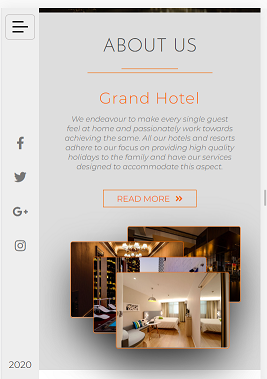 ABOUT US
Grand Hotel
We endeavour to make every single guest
feel at home and passionately work towards
achieving the same. All our hotels and resorts
adhere to our focus on providing high quality
holidays to the family and have our services
designed to accommodate this aspect.
READ MORE »
G+
2020